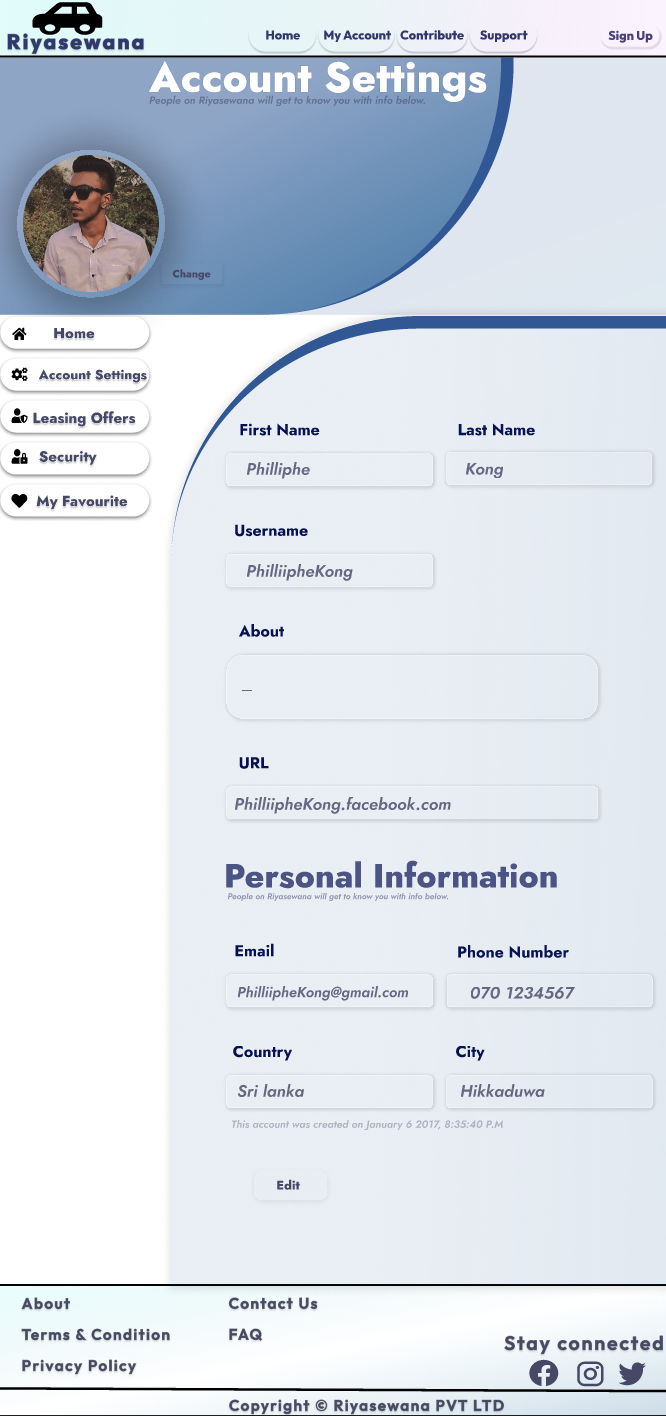 Riyasewana
Home
My Account
Contribute
Support
Sign Up
Account Settings
People on Riyasewana will get to know you with info below.
Change
Home
Account Settings
Leasing Offers
Security
My Favourite
First Name
Last Name
Philliphe
Kong
Username
PhilliipheKong
About
URL
PhilliipheKong.facebook.com
Personal Information
People on Riyasewana will get to know you with info below.
Email
Phone Number
PhilliipheKong@gmail.com
070 1234567
Country
City
Sri lanka
Hikkaduwa
This account was created on January 6 2017, 8:35:40 P.M
Edit
About
Contact Us
Terms & Condition
FAQ
Privacy Policy
Stay connected
Copyright © Riyasewana PVT LTD